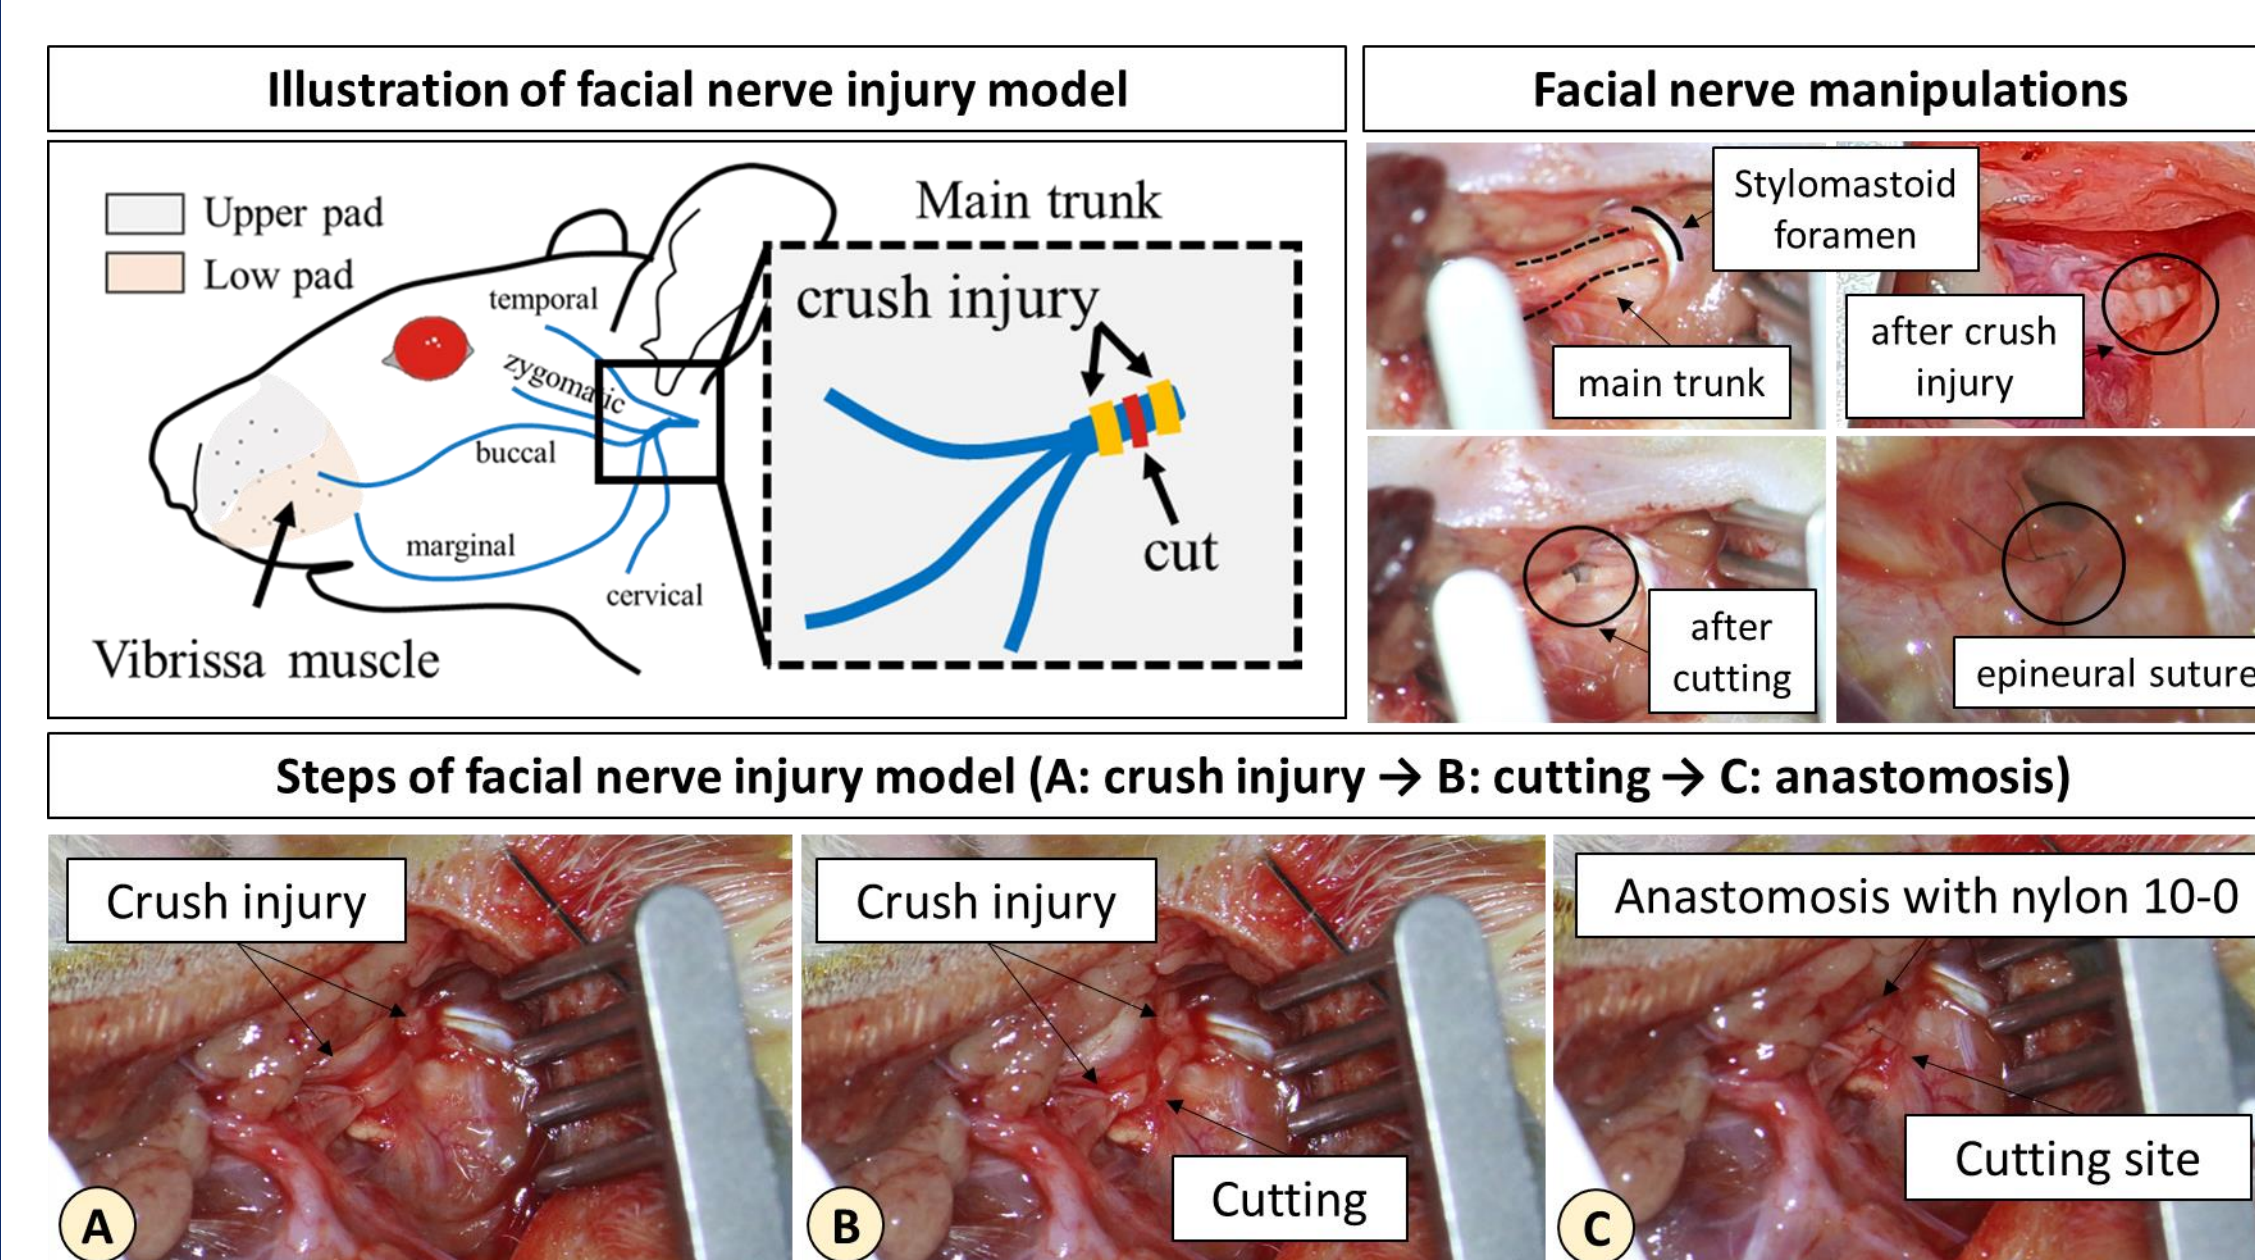 Illustration of facial nerve injury model
Upper pad
Low pad
temporal
zygomatic
buccal
marginal
cervical
Vibrissa muscle
Main trunk
crush injury
cut
Facial nerve manipulations
Stylomastoid
foramen
main trunk
after crush
injury
after
cutting
epineural suture
Steps of facial nerve injury model (A: crush injury → B: cutting → C: anastomosis)
Crush injury
A
Crush injury
Cutting
B
Anastomosis with nylon 10-0
Cutting site
C